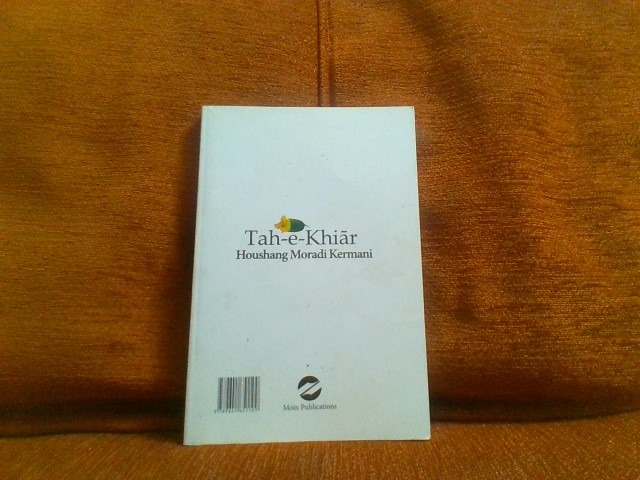 Tah-e-Khiār
Houshang Moradi Kermani
Moin Publications